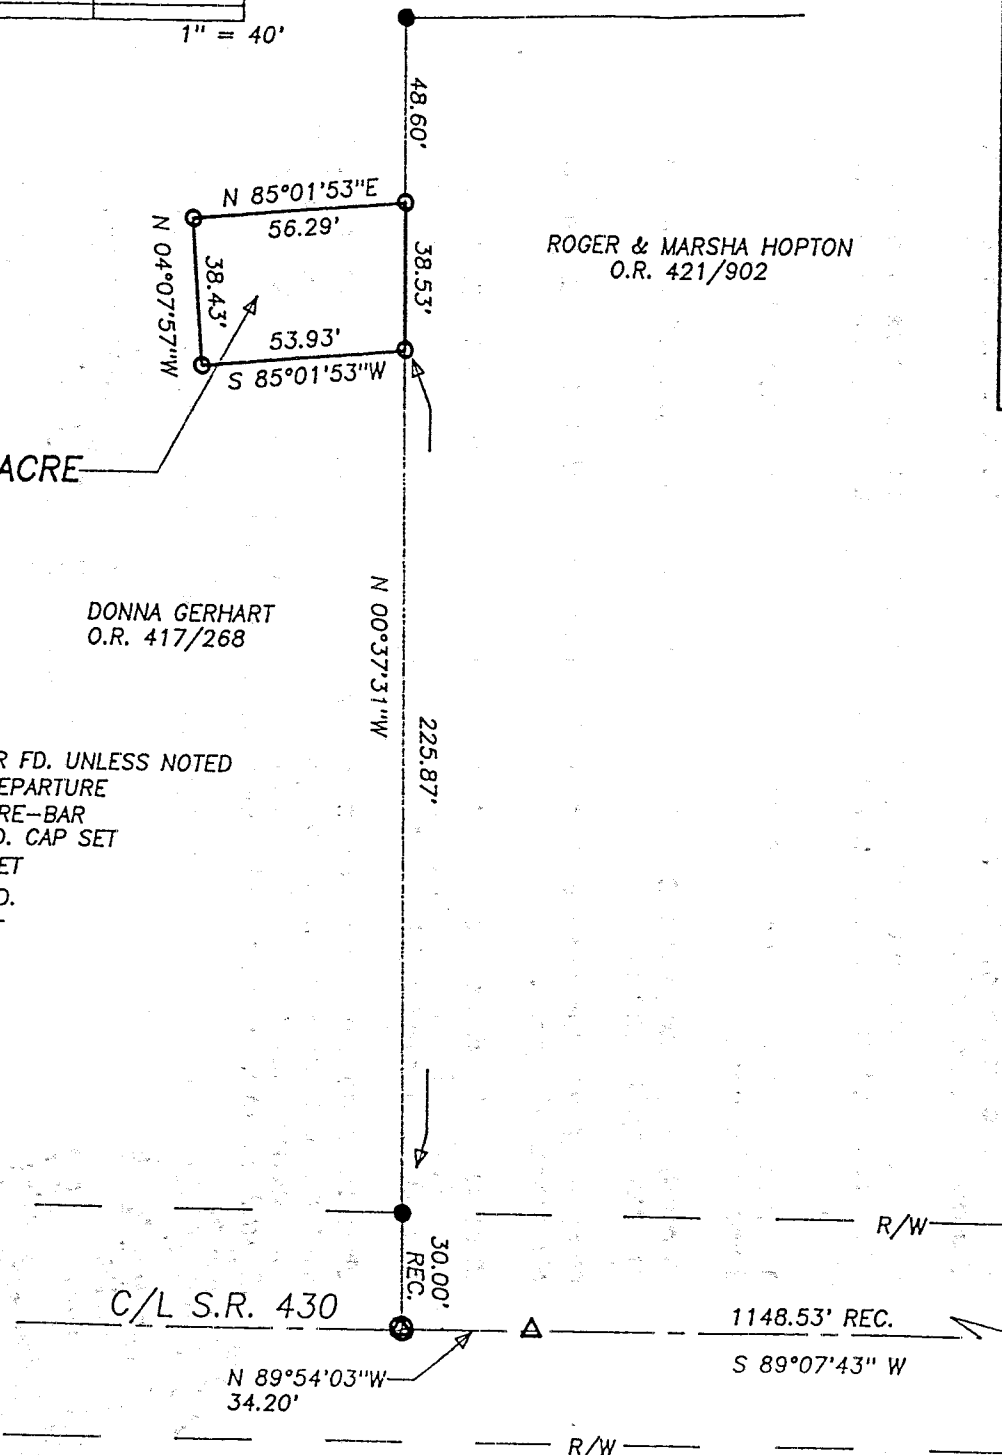 1" = 40'
48.60'
N 85°01'53"E
56.29'
N 04°07'57"W
38.43'
38.53'
53.93'
S 85°01'53"W
ROGER & MARSHA HOPTON
O.R. 421/902
ACRE
DONNA GERHART
O.R. 417/268
N 00°37'31"W
225.87'
R FD. UNLESS NOTED
EPARTURE
RE-BAR
D. CAP SET
ET
D.
R/W
30.00'
REC.
C/L S.R. 430
1148.53' REC.
S 89°07'43" W
N 89°54'03"W
34.20'
R/W